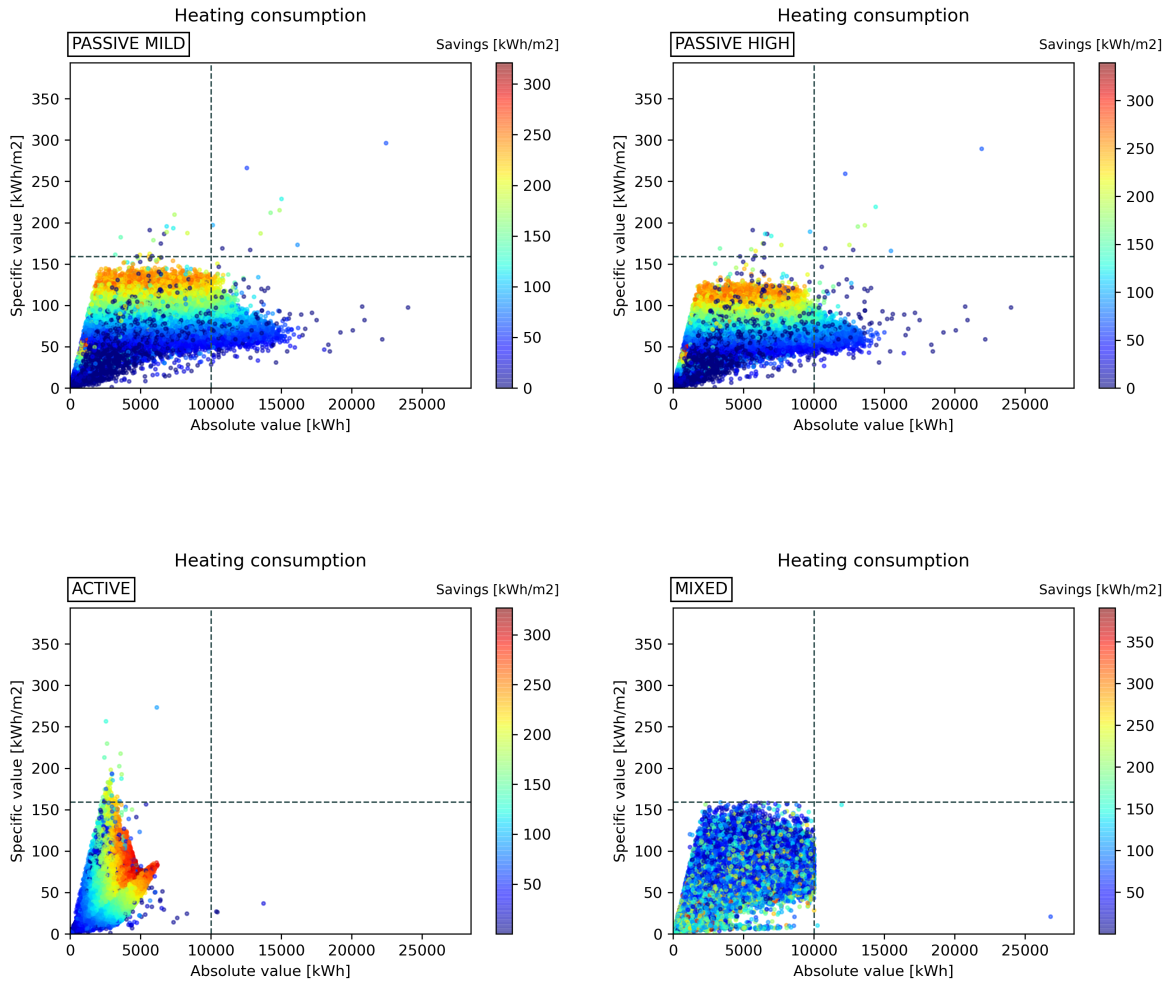 Heating consumption
PASSIVE MILD
Savings [kWh/m2]
Specific value [kWh/m2]
350
300
250
200
150
100
50
0
0 5000 10000 15000 20000 25000
Absolute value [kWh]
300
250
200
150
100
50
0
Heating consumption
PASSIVE HIGH
Savings [kWh/m2]
Specific value [kWh/m2]
350
300
250
200
150
100
50
0
0 5000 10000 15000 20000 25000
Absolute value [kWh]
300
250
200
150
100
50
0
Heating consumption
ACTIVE
Savings [kWh/m2]
Specific value [kWh/m2]
350
300
250
200
150
100
50
0
0 5000 10000 15000 20000 25000
Absolute value [kWh]
300
250
200
150
100
50
Heating consumption
MIXED
Savings [kWh/m2]
Specific value [kWh/m2]
350
300
250
200
150
100
50
0
0 5000 10000 15000 20000 25000
Absolute value [kWh]
350
300
250
200
150
100
50